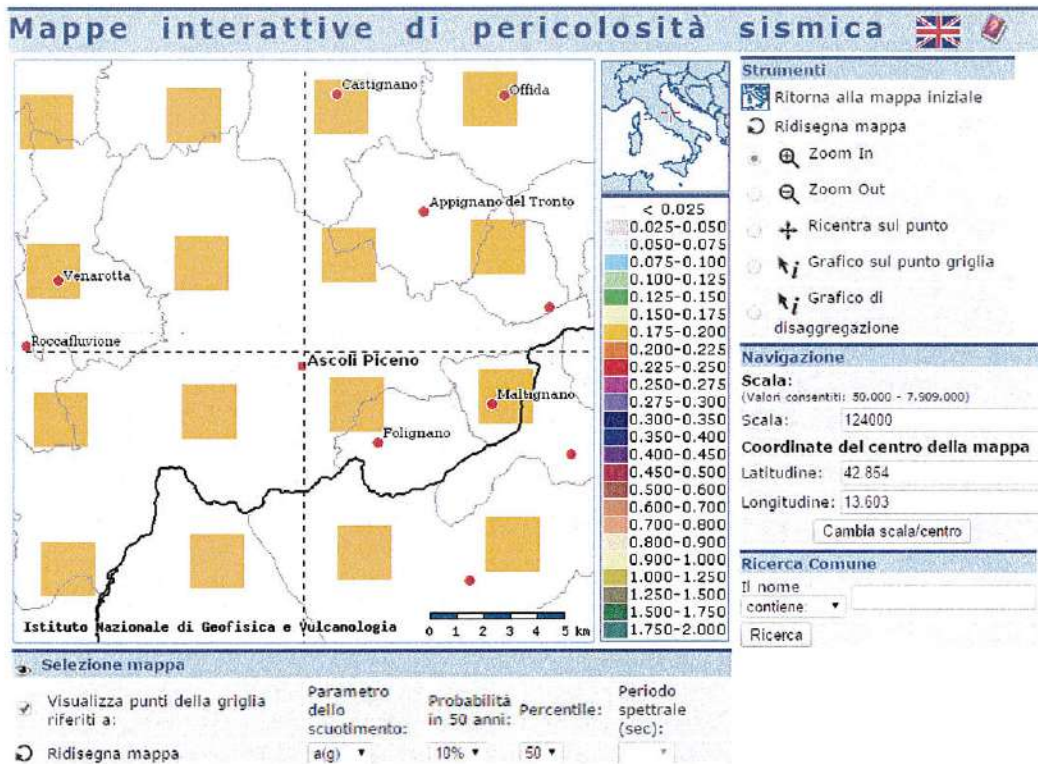 Mappe interattive di pericolosità sismica
Castignano
Offida
Appignano del Tronto
Venarotta
Roccafluvione
Ascoli Piceno
Maltignano
Folignano
Istituto Nazionale di Geofisica e Vulcanologia
0 1 2 3 4 5 km
< 0.025
0.025-0.050
0.050-0.075
0.075-0.100
0.100-0.125
0.125-0.150
0.150-0.175
0.175-0.200
0.200-0.225
0.225-0.250
0.250-0.275
0.275-0.300
0.300-0.350
0.350-0.400
0.400-0.450
0.450-0.500
0.500-0.600
0.600-0.700
0.700-0.800
0.800-0.900
0.900-1.000
1.000-1.250
1.250-1.500
1.500-1.750
1.750-2.000
Strumenti
Ritorna alla mappa iniziale
Ridisegna mappa
Zoom In
Zoom Out
Ricentra sul punto
Grafico sul punto griglia
Grafico di
disaggregazione
Navigazione
Scala:
(Valori consentiti: 50.000 - 7.909.000)
Scala: 124000
Coordinate del centro della mappa
Latitudine: 42.854
Longitudine: 13.603
Cambia scala/centro
Ricerca Comune
Il nome
contiene:
Ricerca
Selezione mappa
Visualizza punti della griglia
riferiti a:
Parametro
dello
scuotimento:
a(g)
Probabilità
in 50 anni:
10%
Percentile:
50
Periodo
spettrale
(sec):
Ridisegna mappa